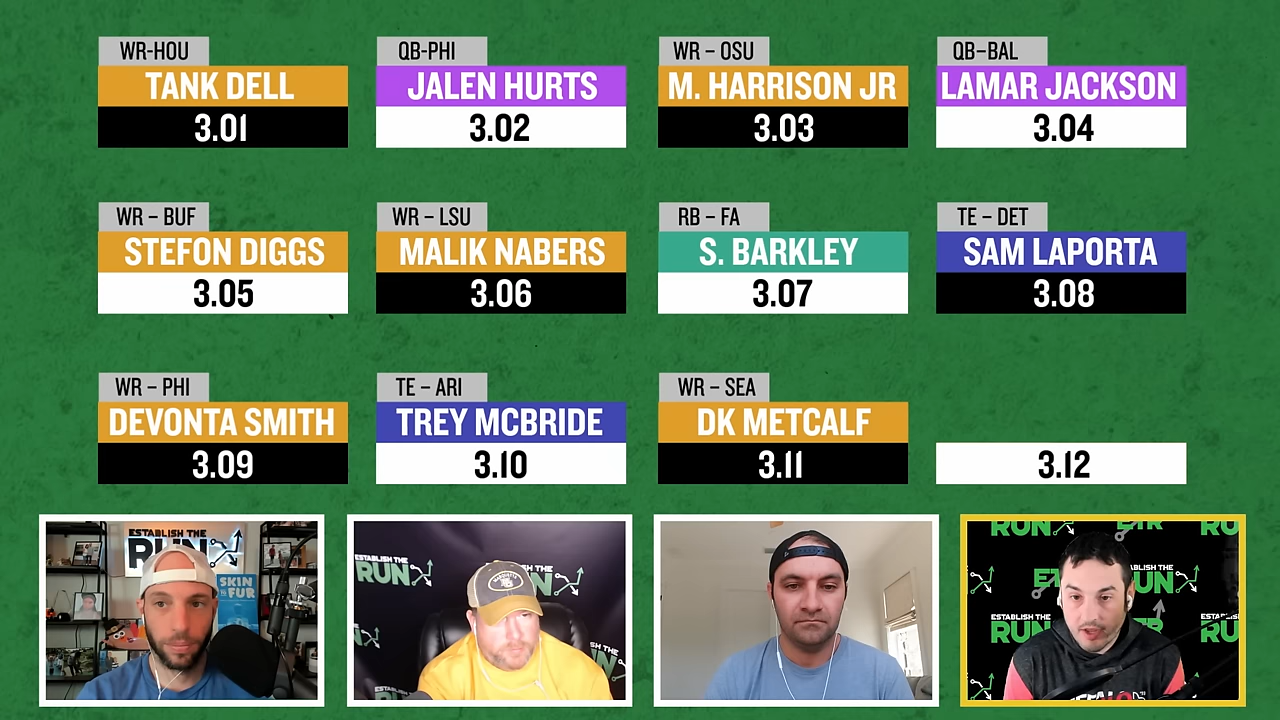 WR-HOU
TANK DELL
3.01
QB-PHI
JALEN HURTS
3.02
WR – OSU
M. HARRISON JR
3.03
QB–BAL
LAMAR JACKSON
3.04
WR – BUF
STEFON DIGGS
3.05
WR – LSU
MALIK NABERS
3.06
RB – FA
S. BARKLEY
3.07
TE – DET
SAM LAPORTA
3.08
WR – PHI
DEVONTA SMITH
3.09
TE – ARI
TREY MCBRIDE
3.10
WR – SEA
DK METCALF
3.11
3.12
ESTABLISH THE
RUN
SKIN
FUR
ESTABLISH THE
RUN
RUN
ETR
RUN